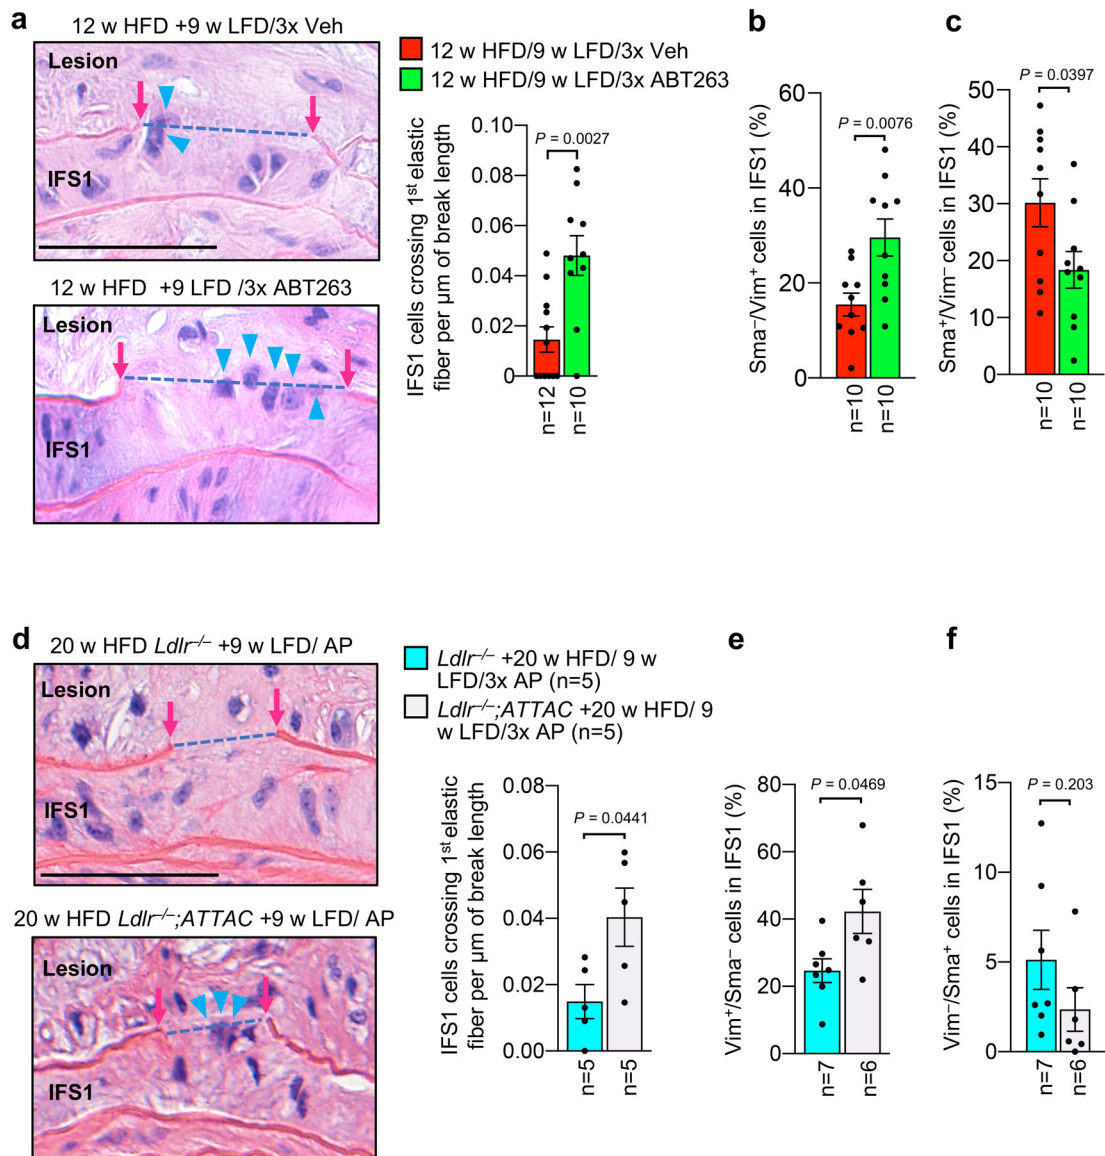 a
12 w HFD +9 w LFD/3x Veh
Lesion
IFS1
12 w HFD +9 LFD /3x ABT263
Lesion
IFS1
12 w HFD/9 w LFD/3x Veh
12 w HFD/9 w LFD/3x ABT263
IFS1 cells crossing 1st elastic
fiber per µm of break length
0.10
0.08
0.06
0.04
0.02
0
P = 0.0027
n=12
n=10
b
Sma–/Vim+ cells in IFS1 (%)
60
40
20
0
P = 0.0076
n=10
n=10
c
Sma+/Vim– cells in IFS1 (%)
50
40
30
20
10
0
P = 0.0397
n=10
n=10
d
20 w HFD Ldlr–/– +9 w LFD/ AP
Lesion
IFS1
20 w HFD Ldlr–/–;ATTAC +9 w LFD/ AP
Lesion
IFS1
Ldlr–/– +20 w HFD/ 9 w
LFD/3x AP (n=5)
Ldlr–/–;ATTAC +20 w HFD/ 9
w LFD/3x AP (n=5)
IFS1 cells crossing 1st elastic
fiber per µm of break length
0.08
0.06
0.04
0.02
0.00
P = 0.0441
n=5
n=5
e
Vim+/Sma– cells in IFS1 (%)
80
60
40
20
0
P = 0.0469
n=7
n=6
f
Vim–/Sma+ cells in IFS1 (%)
15
10
5
0
P = 0.203
n=7
n=6